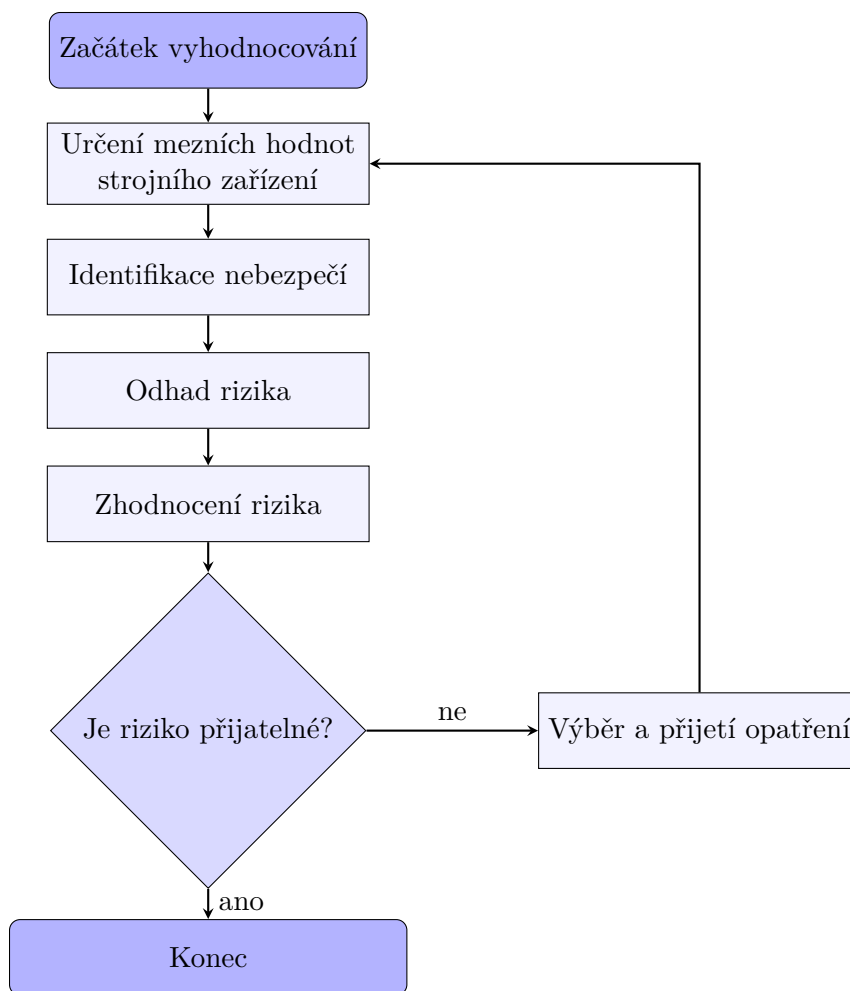 Začátek vyhodnocování
Určení mezních hodnot
strojního zařízení
Identifikace nebezpečí
Odhad rizika
Zhodnocení rizika
Je riziko přijatelné?
ne
Výběr a přijetí opatření
ano
Konec